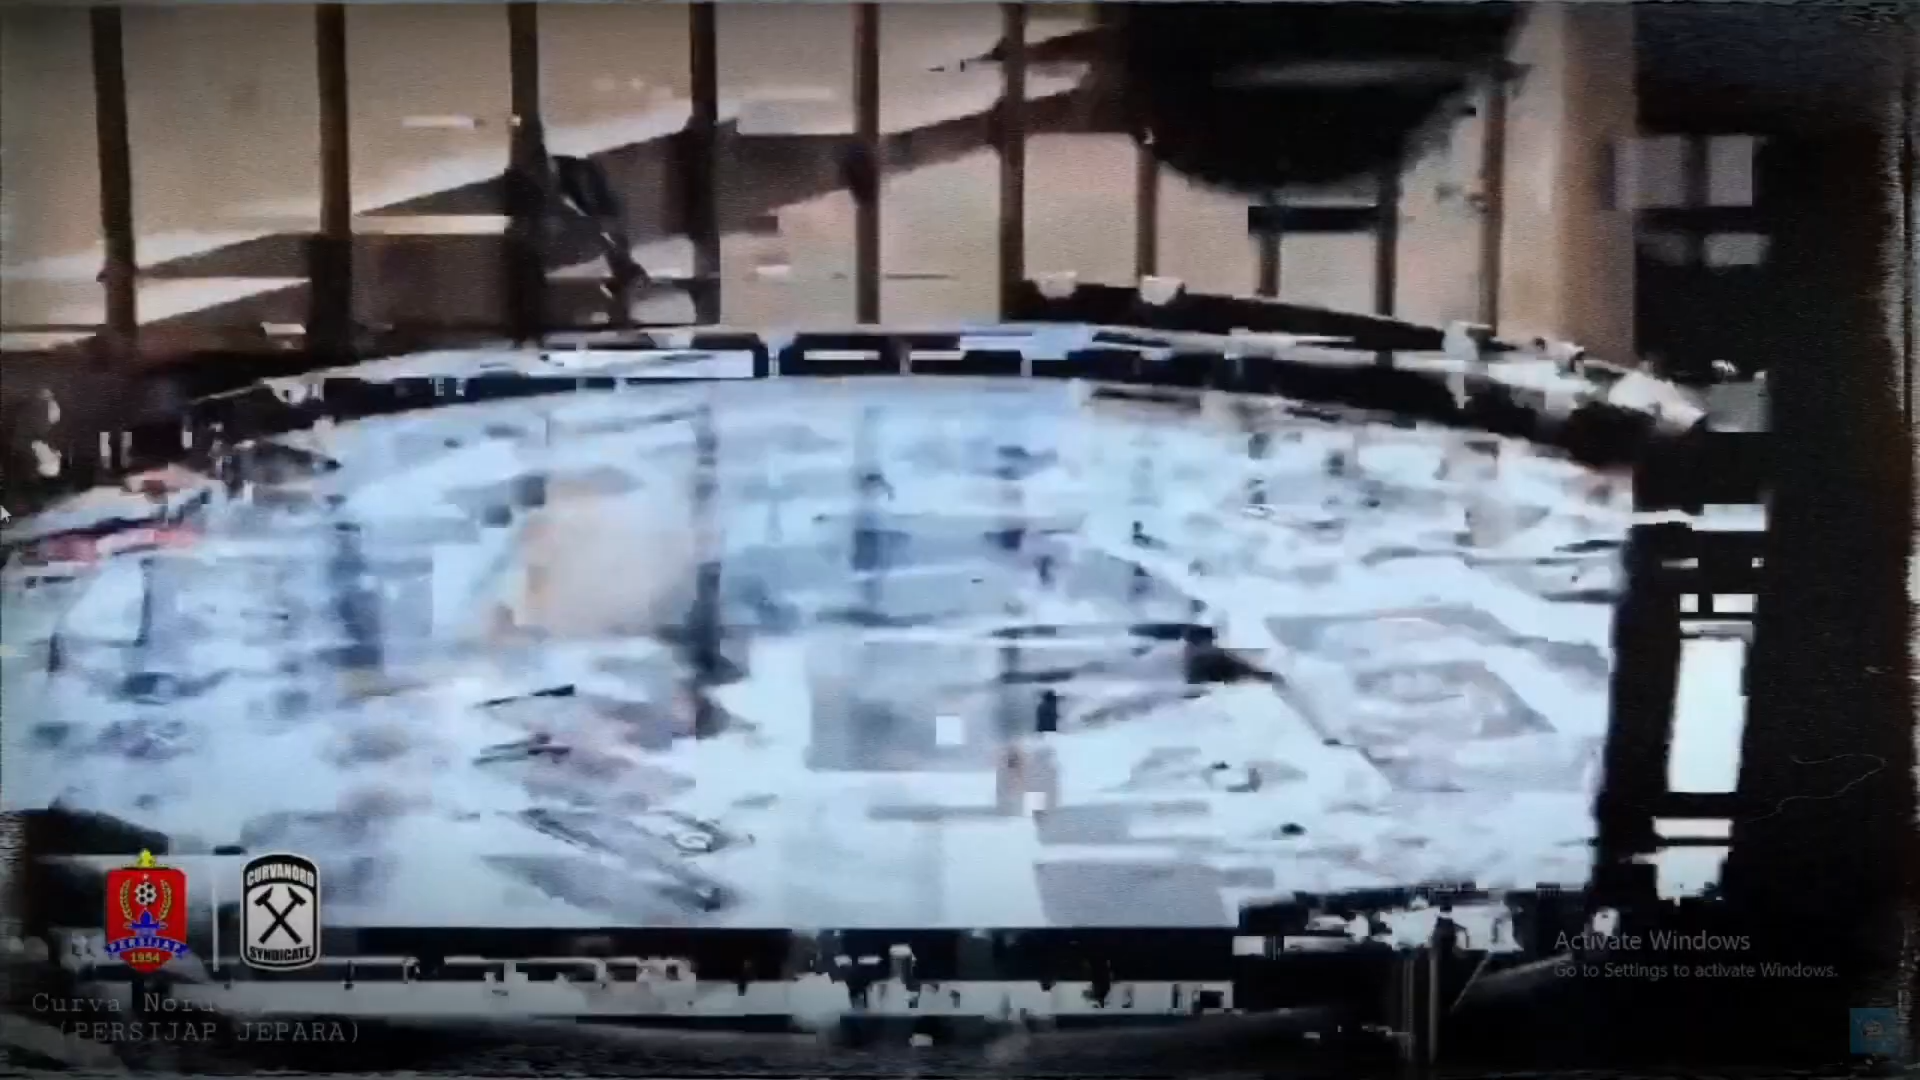 CURVANORD
SYNDICATE
PERSIJAP
1954
Activate Windows
Go to Settings to activate Windows.
Curva Nord
(PERSIJAP JEPARA)